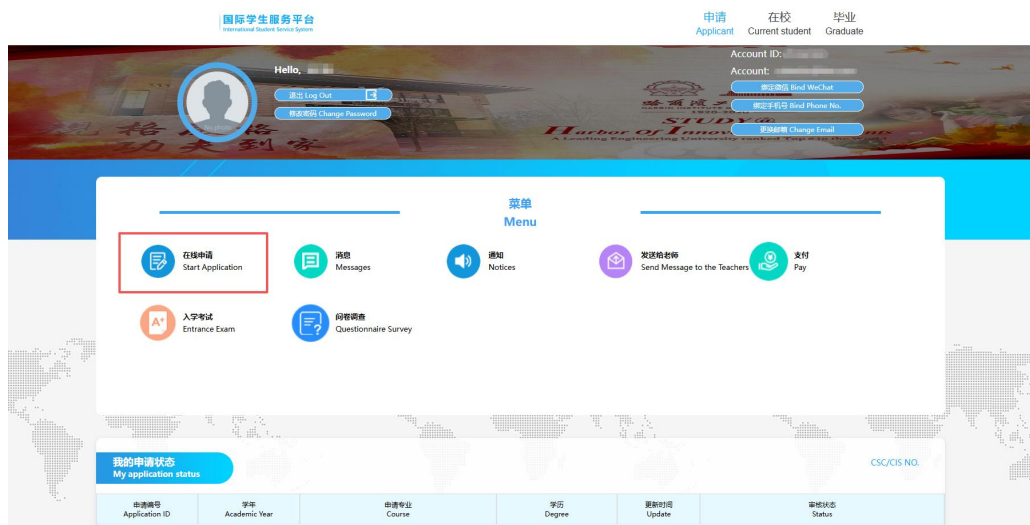 国际学生服务平台
International Student Service System
申请
Applicant
在校
Current student
毕业
Graduate
Hello,
退出 Log Out
修改密码 Change Password
Account ID:
Account:
绑定微信 Bind WeChat
绑定手机号 Bind Phone No.
更换邮箱 Change Email
STUDY @
Harbor Of Innov
菜单
Menu
在线申请
Start Application
消息
Messages
通知
Notices
发送给老师
Send Message to the Teachers
支付
Pay
入学考试
Entrance Exam
问卷调查
Questionnaire Survey
我的申请状态
My application status
CSC/CIS NO.
申请编号
Application ID
学年
Academic Year
申请专业
Course
学历
Degree
更新时间
Update
审核状态
Status